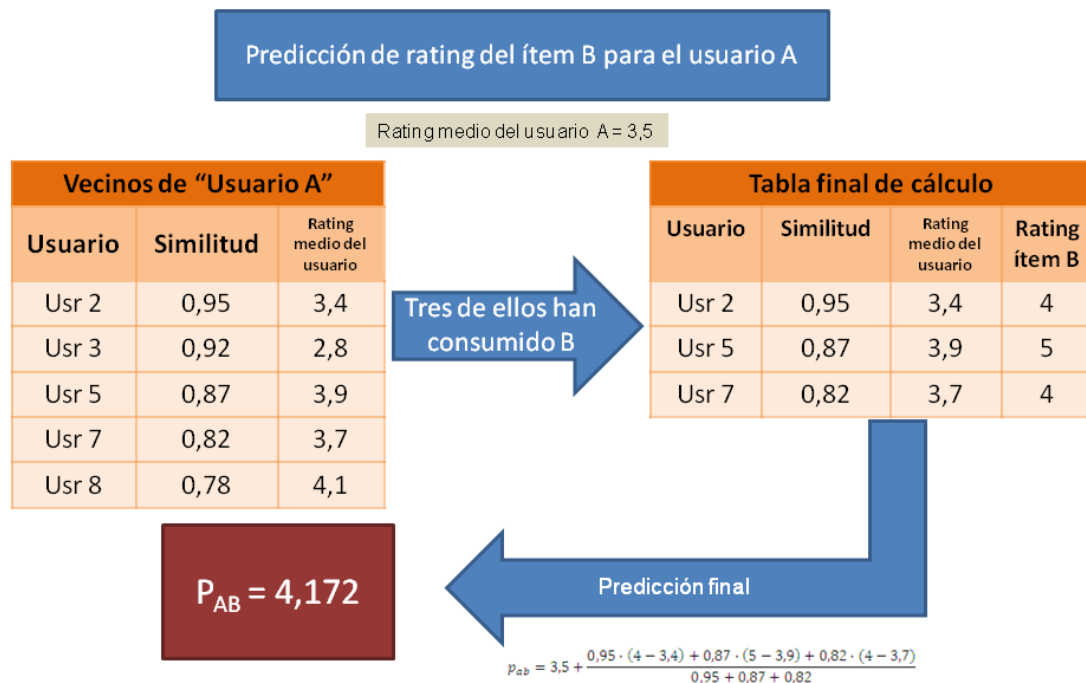 Predicción de rating del ítem B para el usuario A
Rating medio del usuario A = 3,5
Vecinos de “Usuario A”
Usuario Similitud Rating medio del usuario
Usr 2 0,95 3,4
Usr 3 0,92 2,8
Usr 5 0,87 3,9
Usr 7 0,82 3,7
Usr 8 0,78 4,1
Tres de ellos han
consumido B
Tabla final de cálculo
Usuario Similitud Rating medio del usuario Rating ítem B
Usr 2 0,95 3,4 4
Usr 5 0,87 3,9 5
Usr 7 0,82 3,7 4
Predicción final
P_AB = 4,172
p_ab = 3,5 + (0,95 · (4 − 3,4) + 0,87 · (5 − 3,9) + 0,82 · (4 − 3,7)) / (0,95 + 0,87 + 0,82)